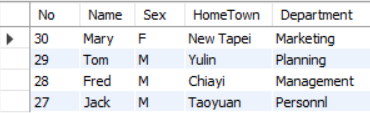 No Name Sex HomeTown Department
30 Mary F New Tapei Marketing
29 Tom M Yulin Planning
28 Fred M Chiayi Management
27 Jack M Taoyuan Personnl